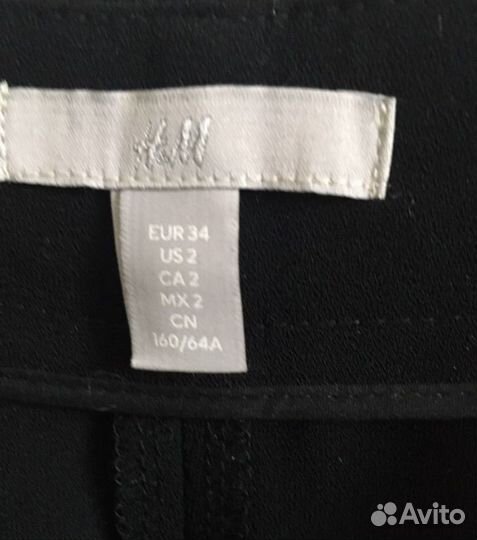 H&M
EUR 34
US 2
CA 2
MX 2
CN
160/64A
Avito